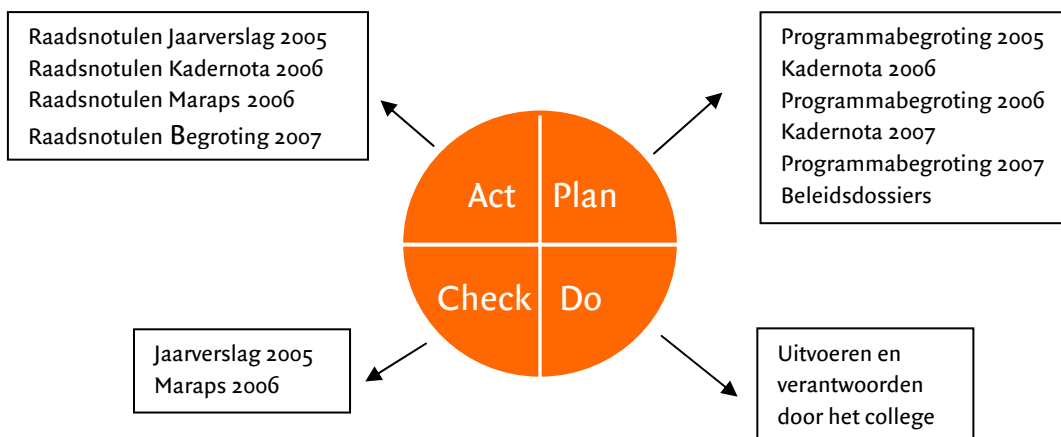 Raadsnotulen Jaarverslag 2005
Raadsnotulen Kadernota 2006
Raadsnotulen Maraps 2006
Raadsnotulen Begroting 2007
Programmabegroting 2005
Kadernota 2006
Programmabegroting 2006
Kadernota 2007
Programmabegroting 2007
Beleidsdossiers
Act
Plan
Check
Do
Jaarverslag 2005
Maraps 2006
Uitvoeren en
verantwoorden
door het college